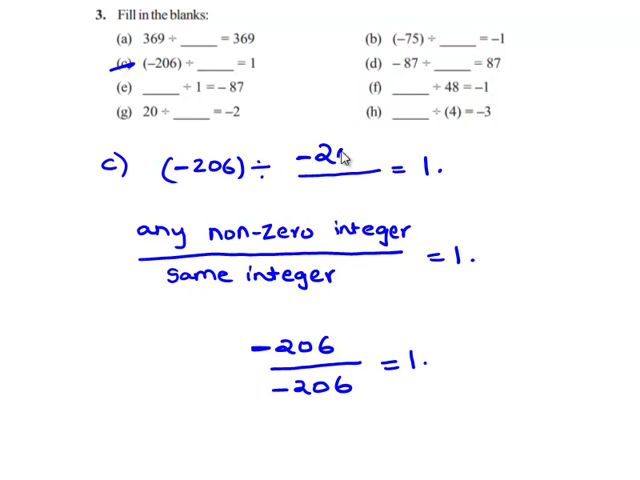 3. Fill in the blanks:
(a) 369 ÷ _____ = 369 (b) (–75) ÷ _____ = –1
(c) (–206) ÷ _____ = 1 (d) – 87 ÷ _____ = 87
(e) _____ ÷ 1 = – 87 (f) _____ ÷ 48 = –1
(g) 20 ÷ _____ = –2 (h) _____ ÷ (4) = –3
c) (-206) ÷ -20 = 1.
any non-zero integer
same integer = 1.
-206
-206 = 1.